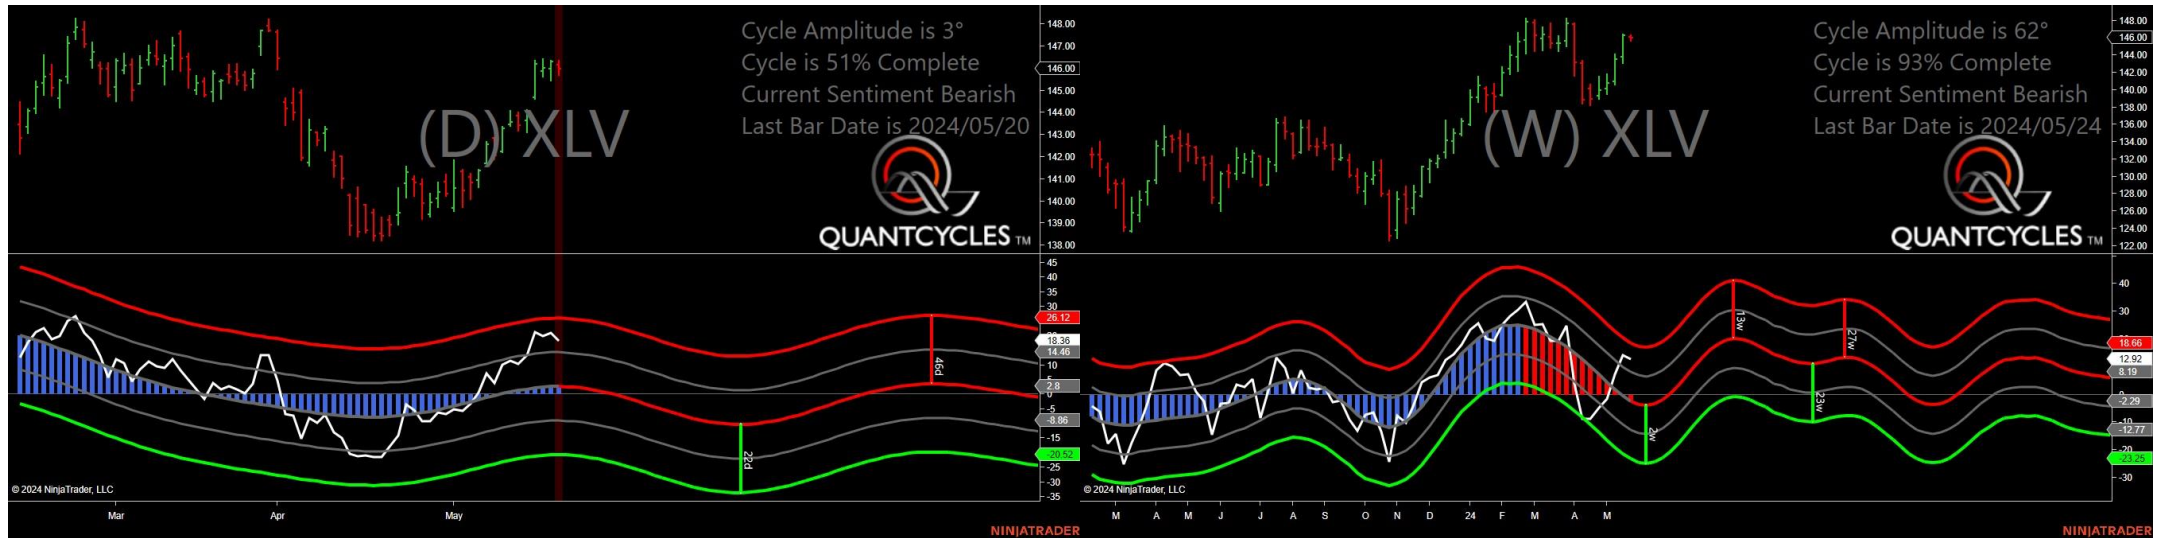 Cycle Amplitude is 3°
Cycle is 51% Complete
Current Sentiment Bearish
Last Bar Date is 2024/05/20
(D) XLV
QUANTCYCLES TM
148.00
147.00
146.00
145.00
144.00
143.00
142.00
141.00
140.00
139.00
138.00
45
40
35
30
26.12
18.36
14.46
10
5
2.8
0
-5
-8.86
-15
-20.52
-25
-30
-35
46d
22d
© 2024 NinjaTrader, LLC
Mar
Apr
May
NINJATRADER
Cycle Amplitude is 62°
Cycle is 93% Complete
Current Sentiment Bearish
Last Bar Date is 2024/05/24
(W) XLV
QUANTCYCLES TM
148.00
146.00
144.00
142.00
140.00
138.00
136.00
134.00
132.00
130.00
128.00
126.00
124.00
122.00
40
30
18.66
12.92
8.19
-2.29
-10
-12.77
-20
-23.25
-30
13w
27w
23w
2w
© 2024 NinjaTrader, LLC
M A M J J A S O N D 24 F M A M
NINJATRADER